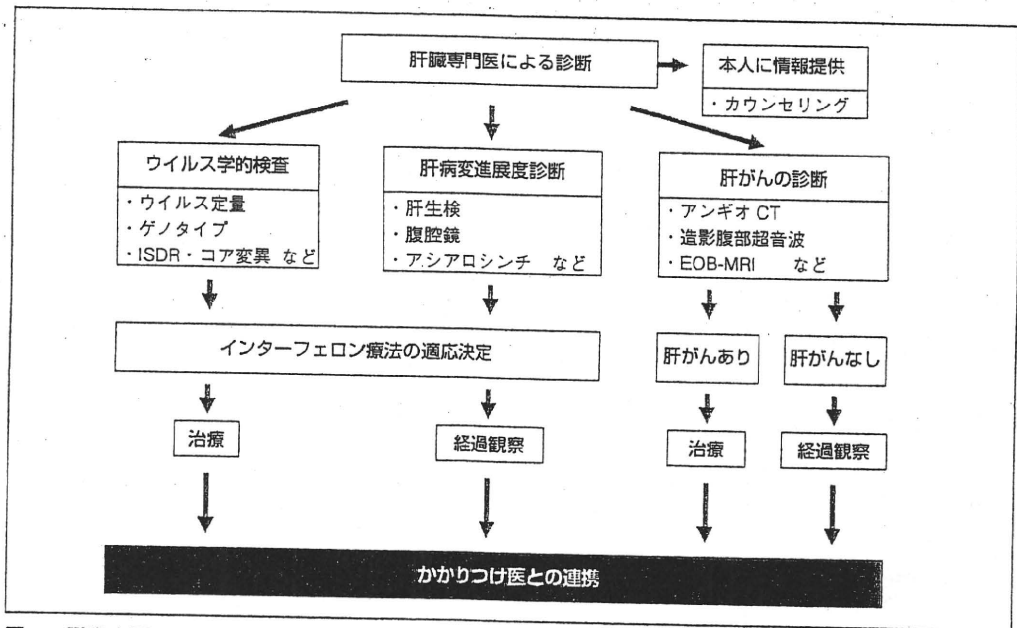 肝臓専門医による診断
本人に情報提供
・カウンセリング
ウイルス学的検査
・ウイルス定量
・ゲノタイプ
・ISDR・コア変異 など
肝病変進展度診断
・肝生検
・腹腔鏡
・アシアロシンチ など
肝がんの診断
・アンギオ CT
・造影腹部超音波
・EOB-MRI など
インターフェロン療法の適応決定
肝がんあり
肝がんなし
治療
経過観察
治療
経過観察
かかりつけ医との連携